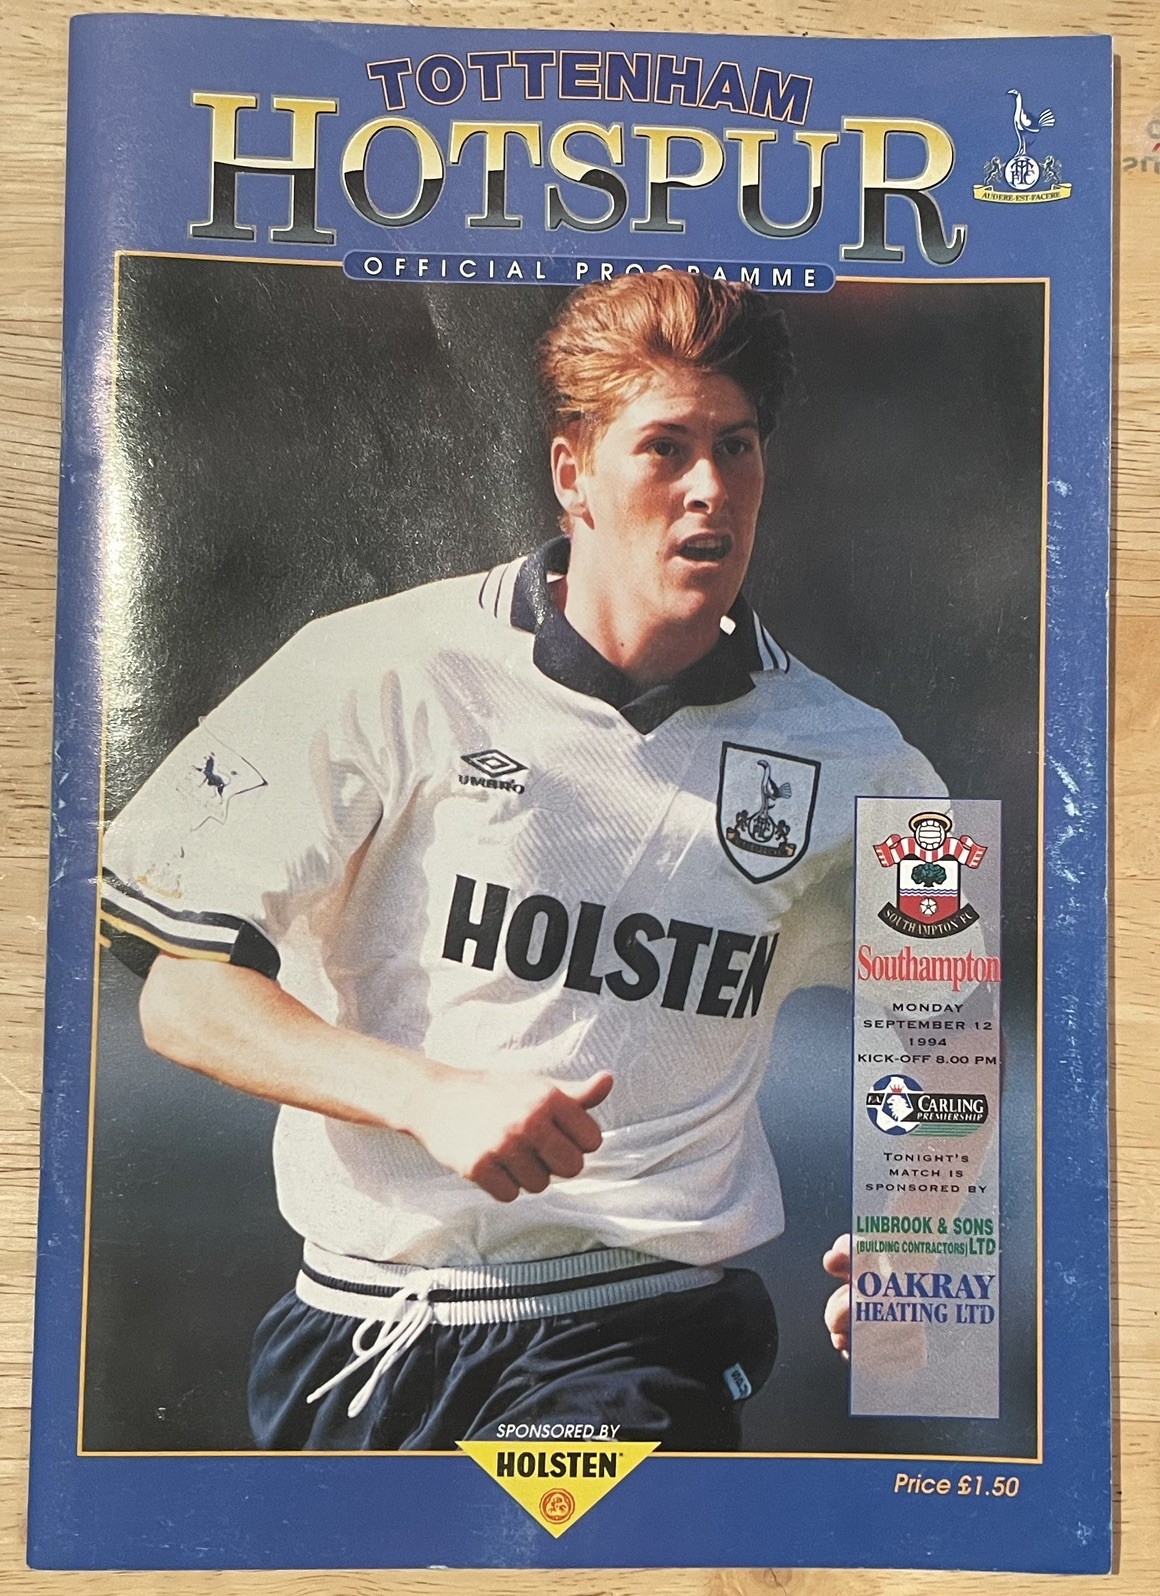 TOTTENHAM
HOTSPUR
AUDERE·EST·FACERE
OFFICIAL PROGRAMME
UMBRO
HOLSTEN
SOUTHAMPTON FC
Southampton
MONDAY
SEPTEMBER 12
1994
KICK-OFF 8.00 PM
F.A. CARLING
PREMIERSHIP
TONIGHT'S
MATCH IS
SPONSORED BY
LINBROOK & SONS
(BUILDING CONTRACTORS) LTD
OAKRAY
HEATING LTD
SPONSORED BY
HOLSTEN
Price £1.50